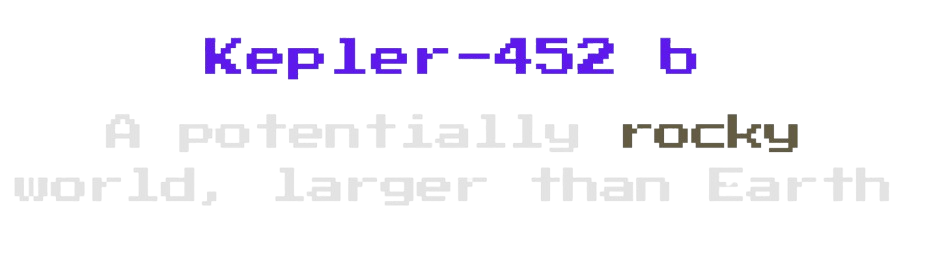 Kepler-452 b
A potentially rocky
world, larger than Earth